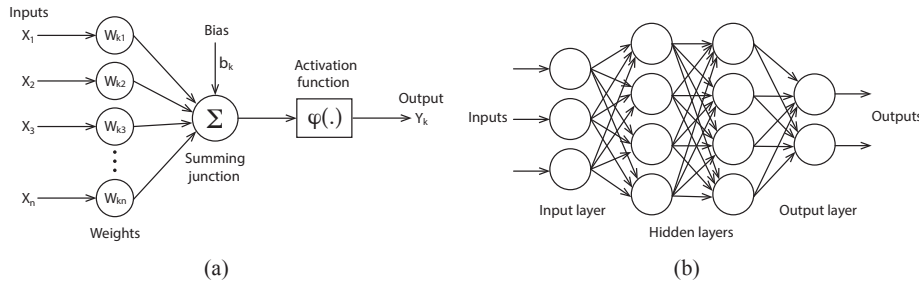 Inputs
X1
X2
X3
Xn
Wk1
Wk2
Wk3
Wkn
Weights
Bias
bk
Σ
Summing
junction
Activation
function
φ(.)
Output
Yk
(a)
Inputs
Input layer
Hidden layers
Output layer
Outputs
(b)